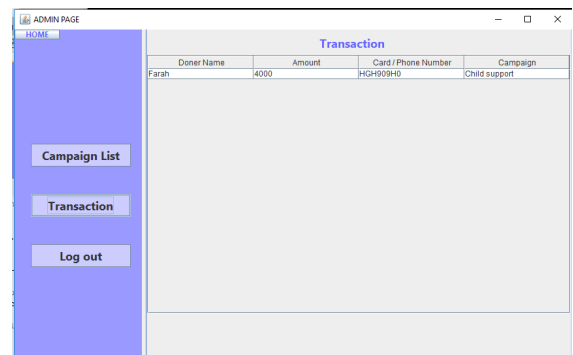 ADMIN PAGE
HOME
Transaction
Doner Name Amount Card / Phone Number Campaign
Farah 4000 HGH909H0 Child support
Campaign List
Transaction
Log out